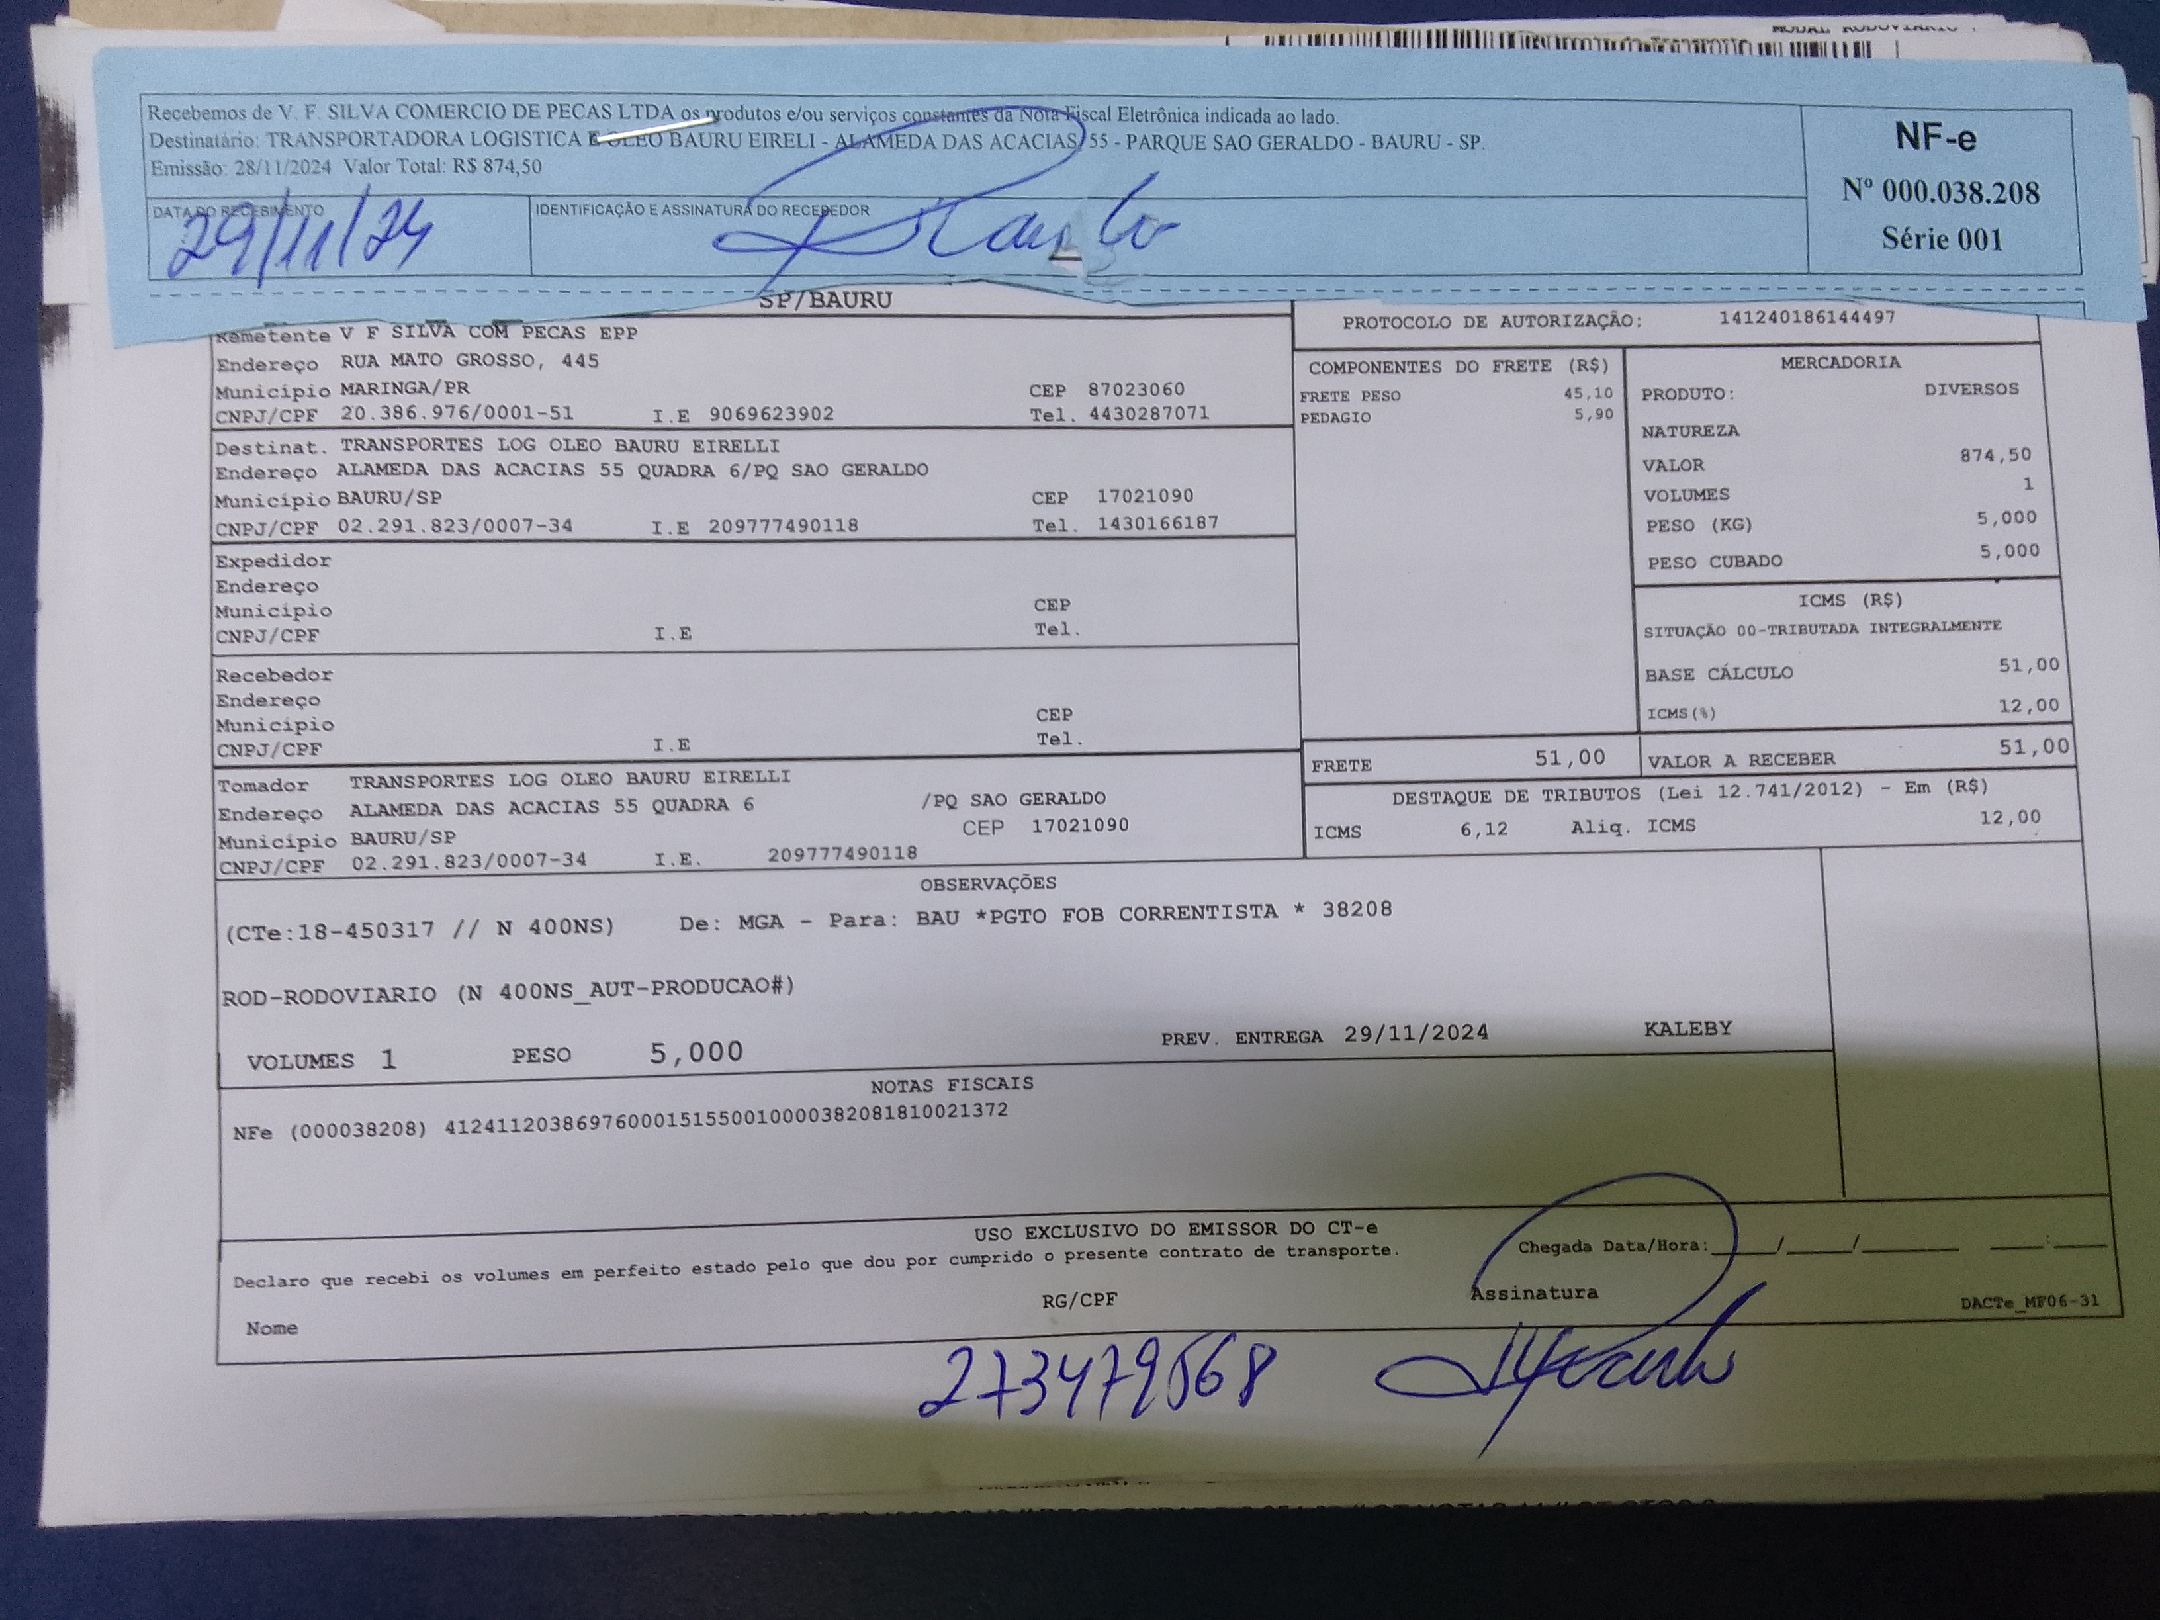 MODAL RODOVIARIO
Recebemos de V. F. SILVA COMERCIO DE PECAS LTDA os produtos e/ou serviços constantes da Nota Fiscal Eletrônica indicada ao lado.
Destinatário: TRANSPORTADORA LOGISTICA E OLEO BAURU EIRELI - ALAMEDA DAS ACACIAS 55 - PARQUE SAO GERALDO - BAURU - SP.
Emissão: 28/11/2024 Valor Total: R$ 874,50
NF-e
Nº 000.038.208
Série 001
DATA DO RECEBIMENTO
29/11/24
IDENTIFICAÇÃO E ASSINATURA DO RECEBEDOR
SP/BAURU
Remetente V F SILVA COM PECAS EPP
Endereço RUA MATO GROSSO, 445
Município MARINGA/PR CEP 87023060
CNPJ/CPF 20.386.976/0001-51 I.E 9069623902 Tel. 4430287071
Destinat. TRANSPORTES LOG OLEO BAURU EIRELLI
Endereço ALAMEDA DAS ACACIAS 55 QUADRA 6/PQ SAO GERALDO
Município BAURU/SP CEP 17021090
CNPJ/CPF 02.291.823/0007-34 I.E 209777490118 Tel. 1430166187
Expedidor
Endereço
Município CEP
CNPJ/CPF I.E Tel.
Recebedor
Endereço
Município CEP
CNPJ/CPF I.E Tel.
Tomador TRANSPORTES LOG OLEO BAURU EIRELLI
Endereço ALAMEDA DAS ACACIAS 55 QUADRA 6 /PQ SAO GERALDO
Município BAURU/SP CEP 17021090
CNPJ/CPF 02.291.823/0007-34 I.E. 209777490118
PROTOCOLO DE AUTORIZAÇÃO: 141240186144497
COMPONENTES DO FRETE (R$)
FRETE PESO 45,10
PEDAGIO 5,90
MERCADORIA
PRODUTO: DIVERSOS
NATUREZA
VALOR 874,50
VOLUMES 1
PESO (KG) 5,000
PESO CUBADO 5,000
ICMS (R$)
SITUAÇÃO 00-TRIBUTADA INTEGRALMENTE
BASE CÁLCULO 51,00
ICMS(%) 12,00
FRETE 51,00 VALOR A RECEBER 51,00
DESTAQUE DE TRIBUTOS (Lei 12.741/2012) - Em (R$)
ICMS 6,12 Aliq. ICMS 12,00
OBSERVAÇÕES
(CTe:18-450317 // N 400NS) De: MGA - Para: BAU *PGTO FOB CORRENTISTA * 38208
ROD-RODOVIARIO (N 400NS_AUT-PRODUCAO#)
VOLUMES 1 PESO 5,000 PREV. ENTREGA 29/11/2024 KALEBY
NOTAS FISCAIS
NFe (000038208) 41241120386976000151550010000382081810021372
USO EXCLUSIVO DO EMISSOR DO CT-e
Declaro que recebi os volumes em perfeito estado pelo que dou por cumprido o presente contrato de transporte.
Chegada Data/Hora:____/____/______ ___:___
Nome RG/CPF Assinatura
DACTe_MF06-31
273479568